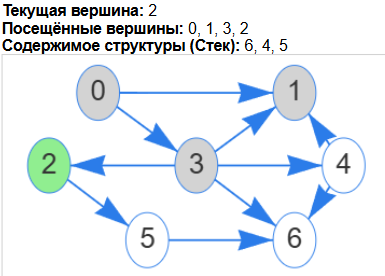 Текущая вершина: 2
Посещённые вершины: 0, 1, 3, 2
Содержимое структуры (Стек): 6, 4, 5
0 1
2 3 4
5 6